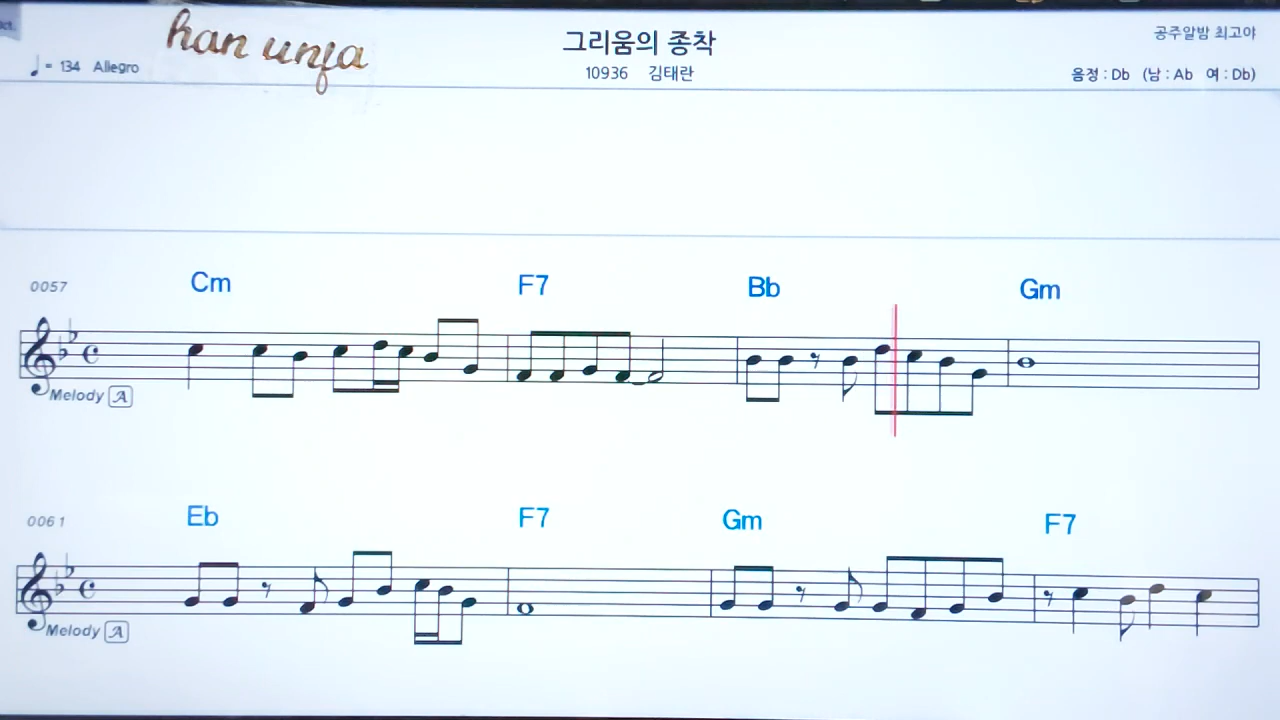 han unja
그리움의 종착
공주알밤 최고야
♩= 134 Allegro
10936 김태란
음정 : Db (남 : Ab 여 : Db)
0057 Cm F7 Bb Gm
Melody A
0061 Eb F7 Gm F7
Melody A